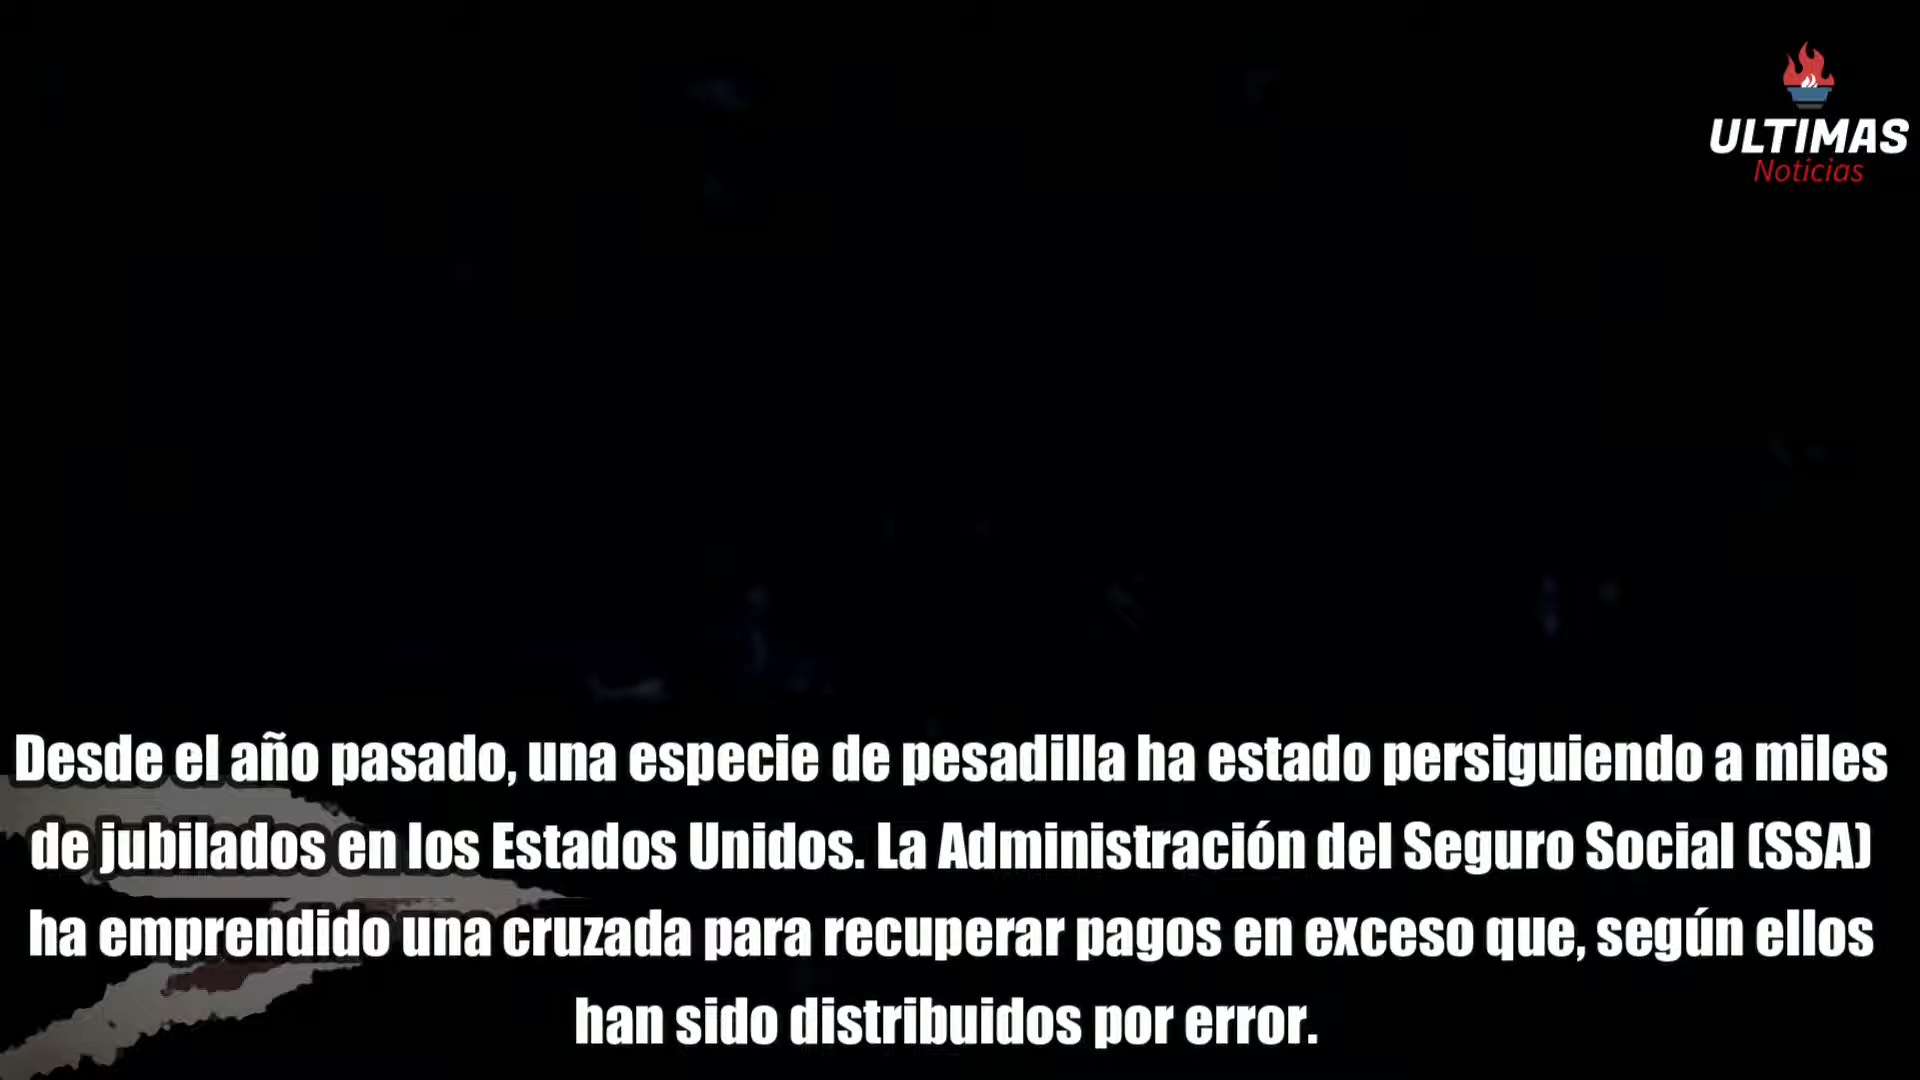 ULTIMAS
Noticias
Desde el año pasado, una especie de pesadilla ha estado persiguiendo a miles
de jubilados en los Estados Unidos. La Administración del Seguro Social (SSA)
ha emprendido una cruzada para recuperar pagos en exceso que, según ellos
han sido distribuidos por error.